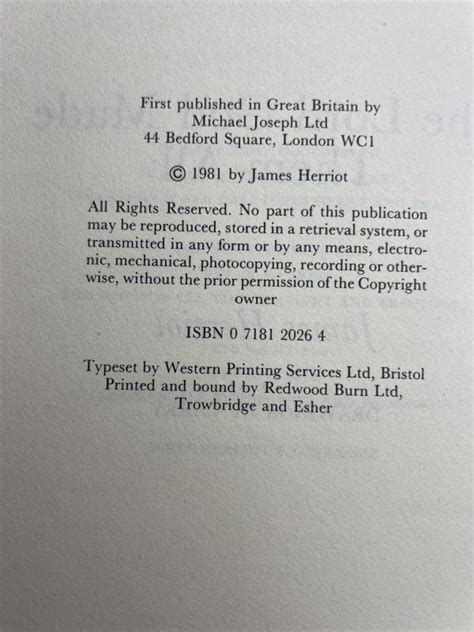 First published in Great Britain by
Michael Joseph Ltd
44 Bedford Square, London WC1
© 1981 by James Herriot
All Rights Reserved. No part of this publication
may be reproduced, stored in a retrieval system, or
transmitted in any form or by any means, electro-
nic, mechanical, photocopying, recording or other-
wise, without the prior permission of the Copyright
owner
ISBN 0 7181 2026 4
Typeset by Western Printing Services Ltd, Bristol
Printed and bound by Redwood Burn Ltd,
Trowbridge and Esher